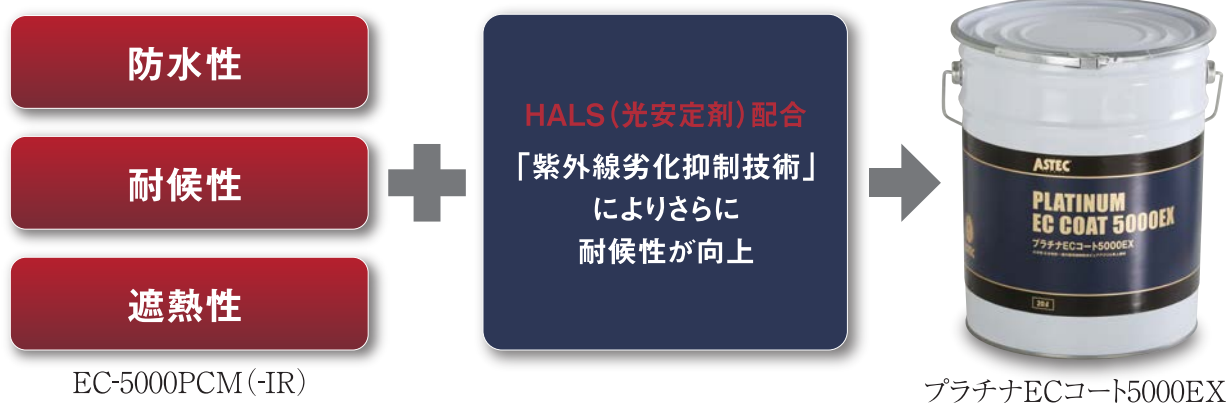 防水性
耐候性
遮熱性
EC-5000PCM(-IR)
HALS(光安定剤)配合
「紫外線劣化抑制技術」
によりさらに
耐候性が向上
ASTEC
PLATINUM
EC COAT 5000EX
プラチナECコート5000EX
20ℓ
プラチナECコート5000EX